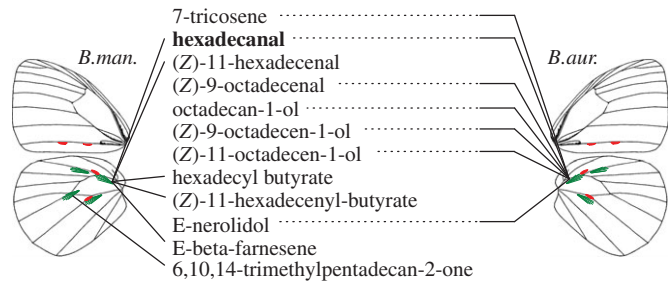 7-tricosene
hexadecanal
B.man.
B.aur.
(Z)-11-hexadecenal
(Z)-9-octadecenal
octadecan-1-ol
(Z)-9-octadecen-1-ol
(Z)-11-octadecen-1-ol
hexadecyl butyrate
(Z)-11-hexadecenyl-butyrate
E-nerolidol
E-beta-farnesene
6,10,14-trimethylpentadecan-2-one